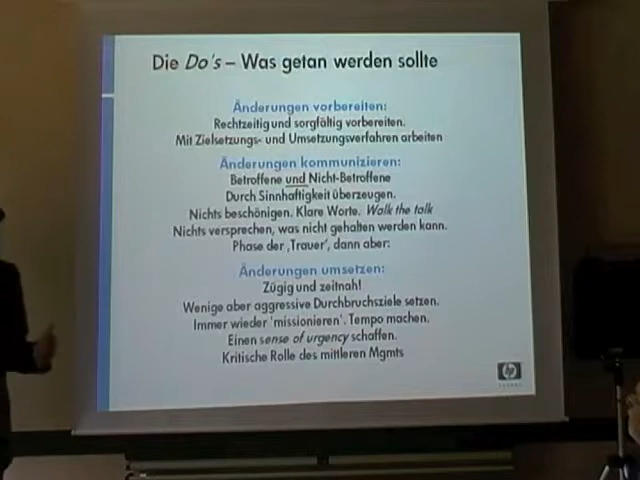 Die Do's – Was getan werden sollte
Änderungen vorbereiten:
Rechtzeitig und sorgfältig vorbereiten.
Mit Zielsetzungs- und Umsetzungsverfahren arbeiten
Änderungen kommunizieren:
Betroffene und Nicht-Betroffene
Durch Sinnhaftigkeit überzeugen.
Nichts beschönigen. Klare Worte. Walk the talk
Nichts versprechen, was nicht gehalten werden kann.
Phase der ‚Trauer', dann aber:
Änderungen umsetzen:
Zügig und zeitnah!
Wenige aber aggressive Durchbruchsziele setzen.
Immer wieder 'missionieren'. Tempo machen.
Einen sense of urgency schaffen.
Kritische Rolle des mittleren Mgmts
hp